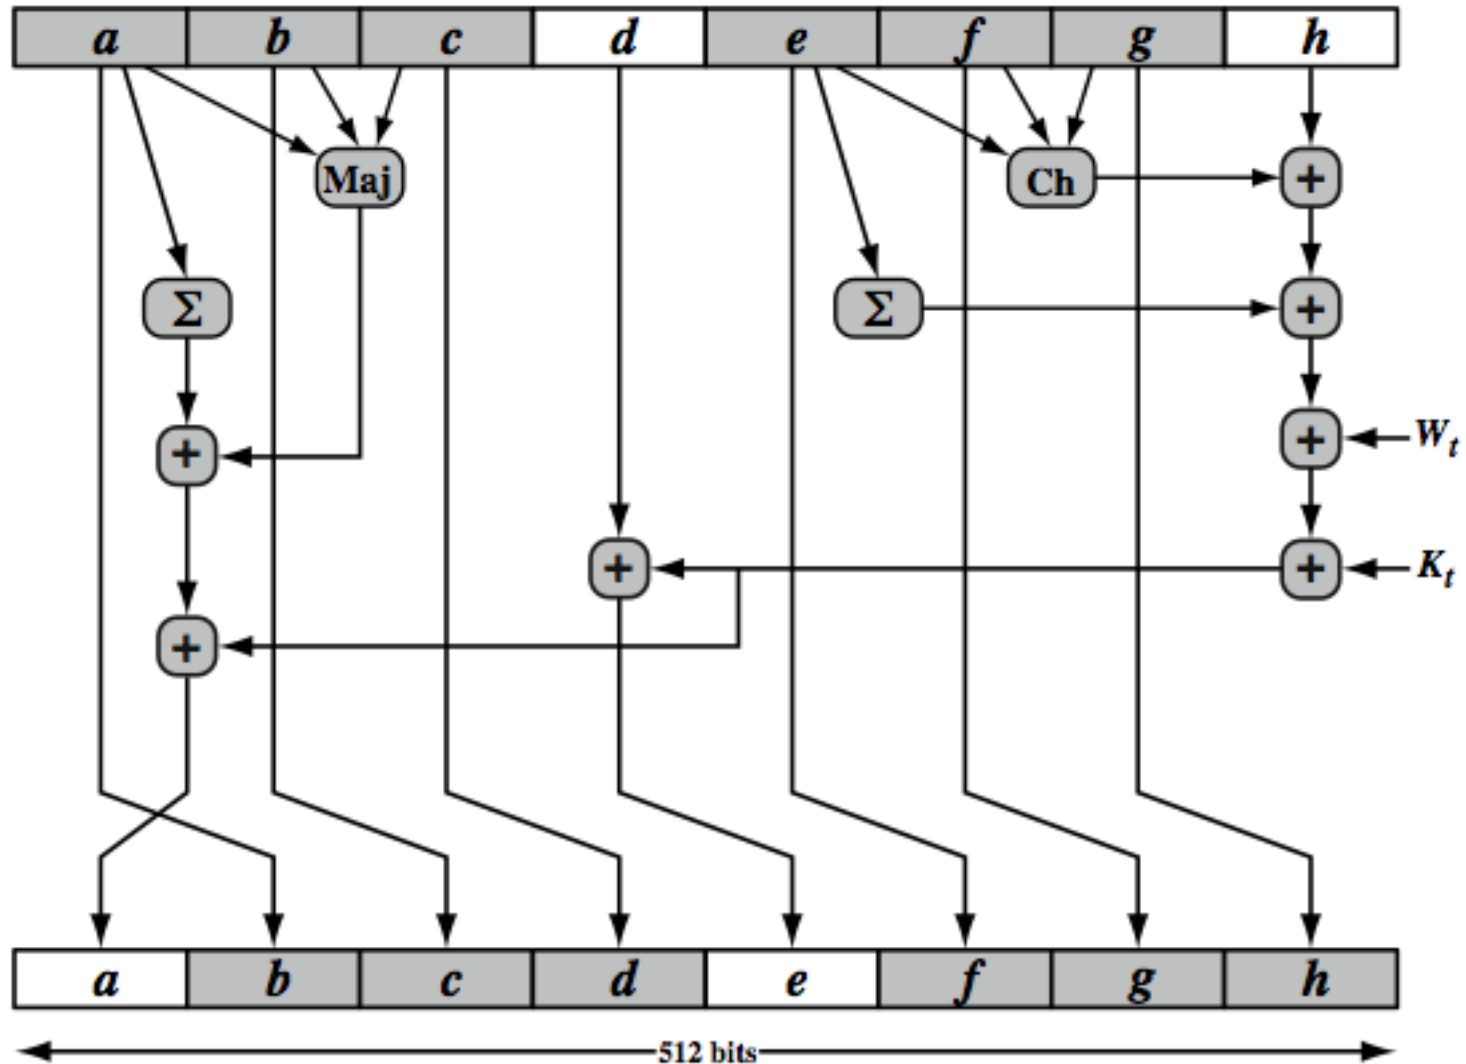 a b c d e f g h
Maj Ch +
Σ Σ +
+ + W_t
+ + K_t
+
a b c d e f g h
512 bits